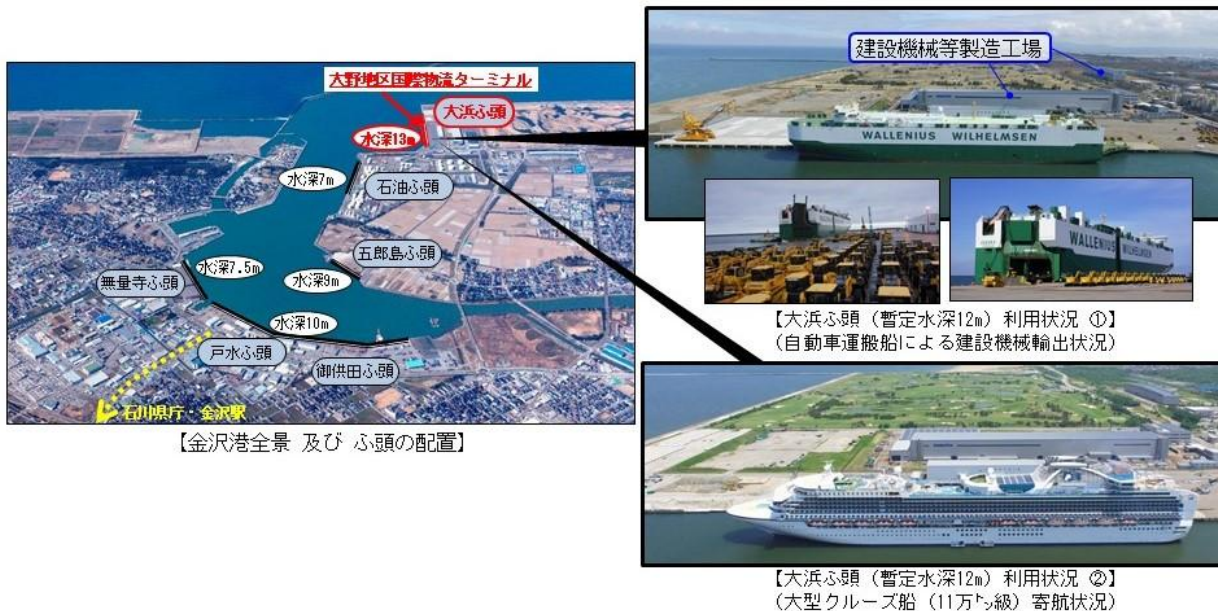 大野地区国際物流ターミナル
大浜ふ頭
水深13m
水深7m
石油ふ頭
五郎島ふ頭
水深7.5m
水深9m
無量寺ふ頭
水深10m
戸水ふ頭
御供田ふ頭
石川県庁・金沢駅
【金沢港全景 及び ふ頭の配置】
建設機械等製造工場
WALLENIUS WILHELMSEN
WALLENIUS WILHELMSEN
【大浜ふ頭(暫定水深12m)利用状況 ①】
(自動車運搬船による建設機械輸出状況)
【大浜ふ頭(暫定水深12m)利用状況 ②】
(大型クルーズ船(11万㌧級)寄航状況)